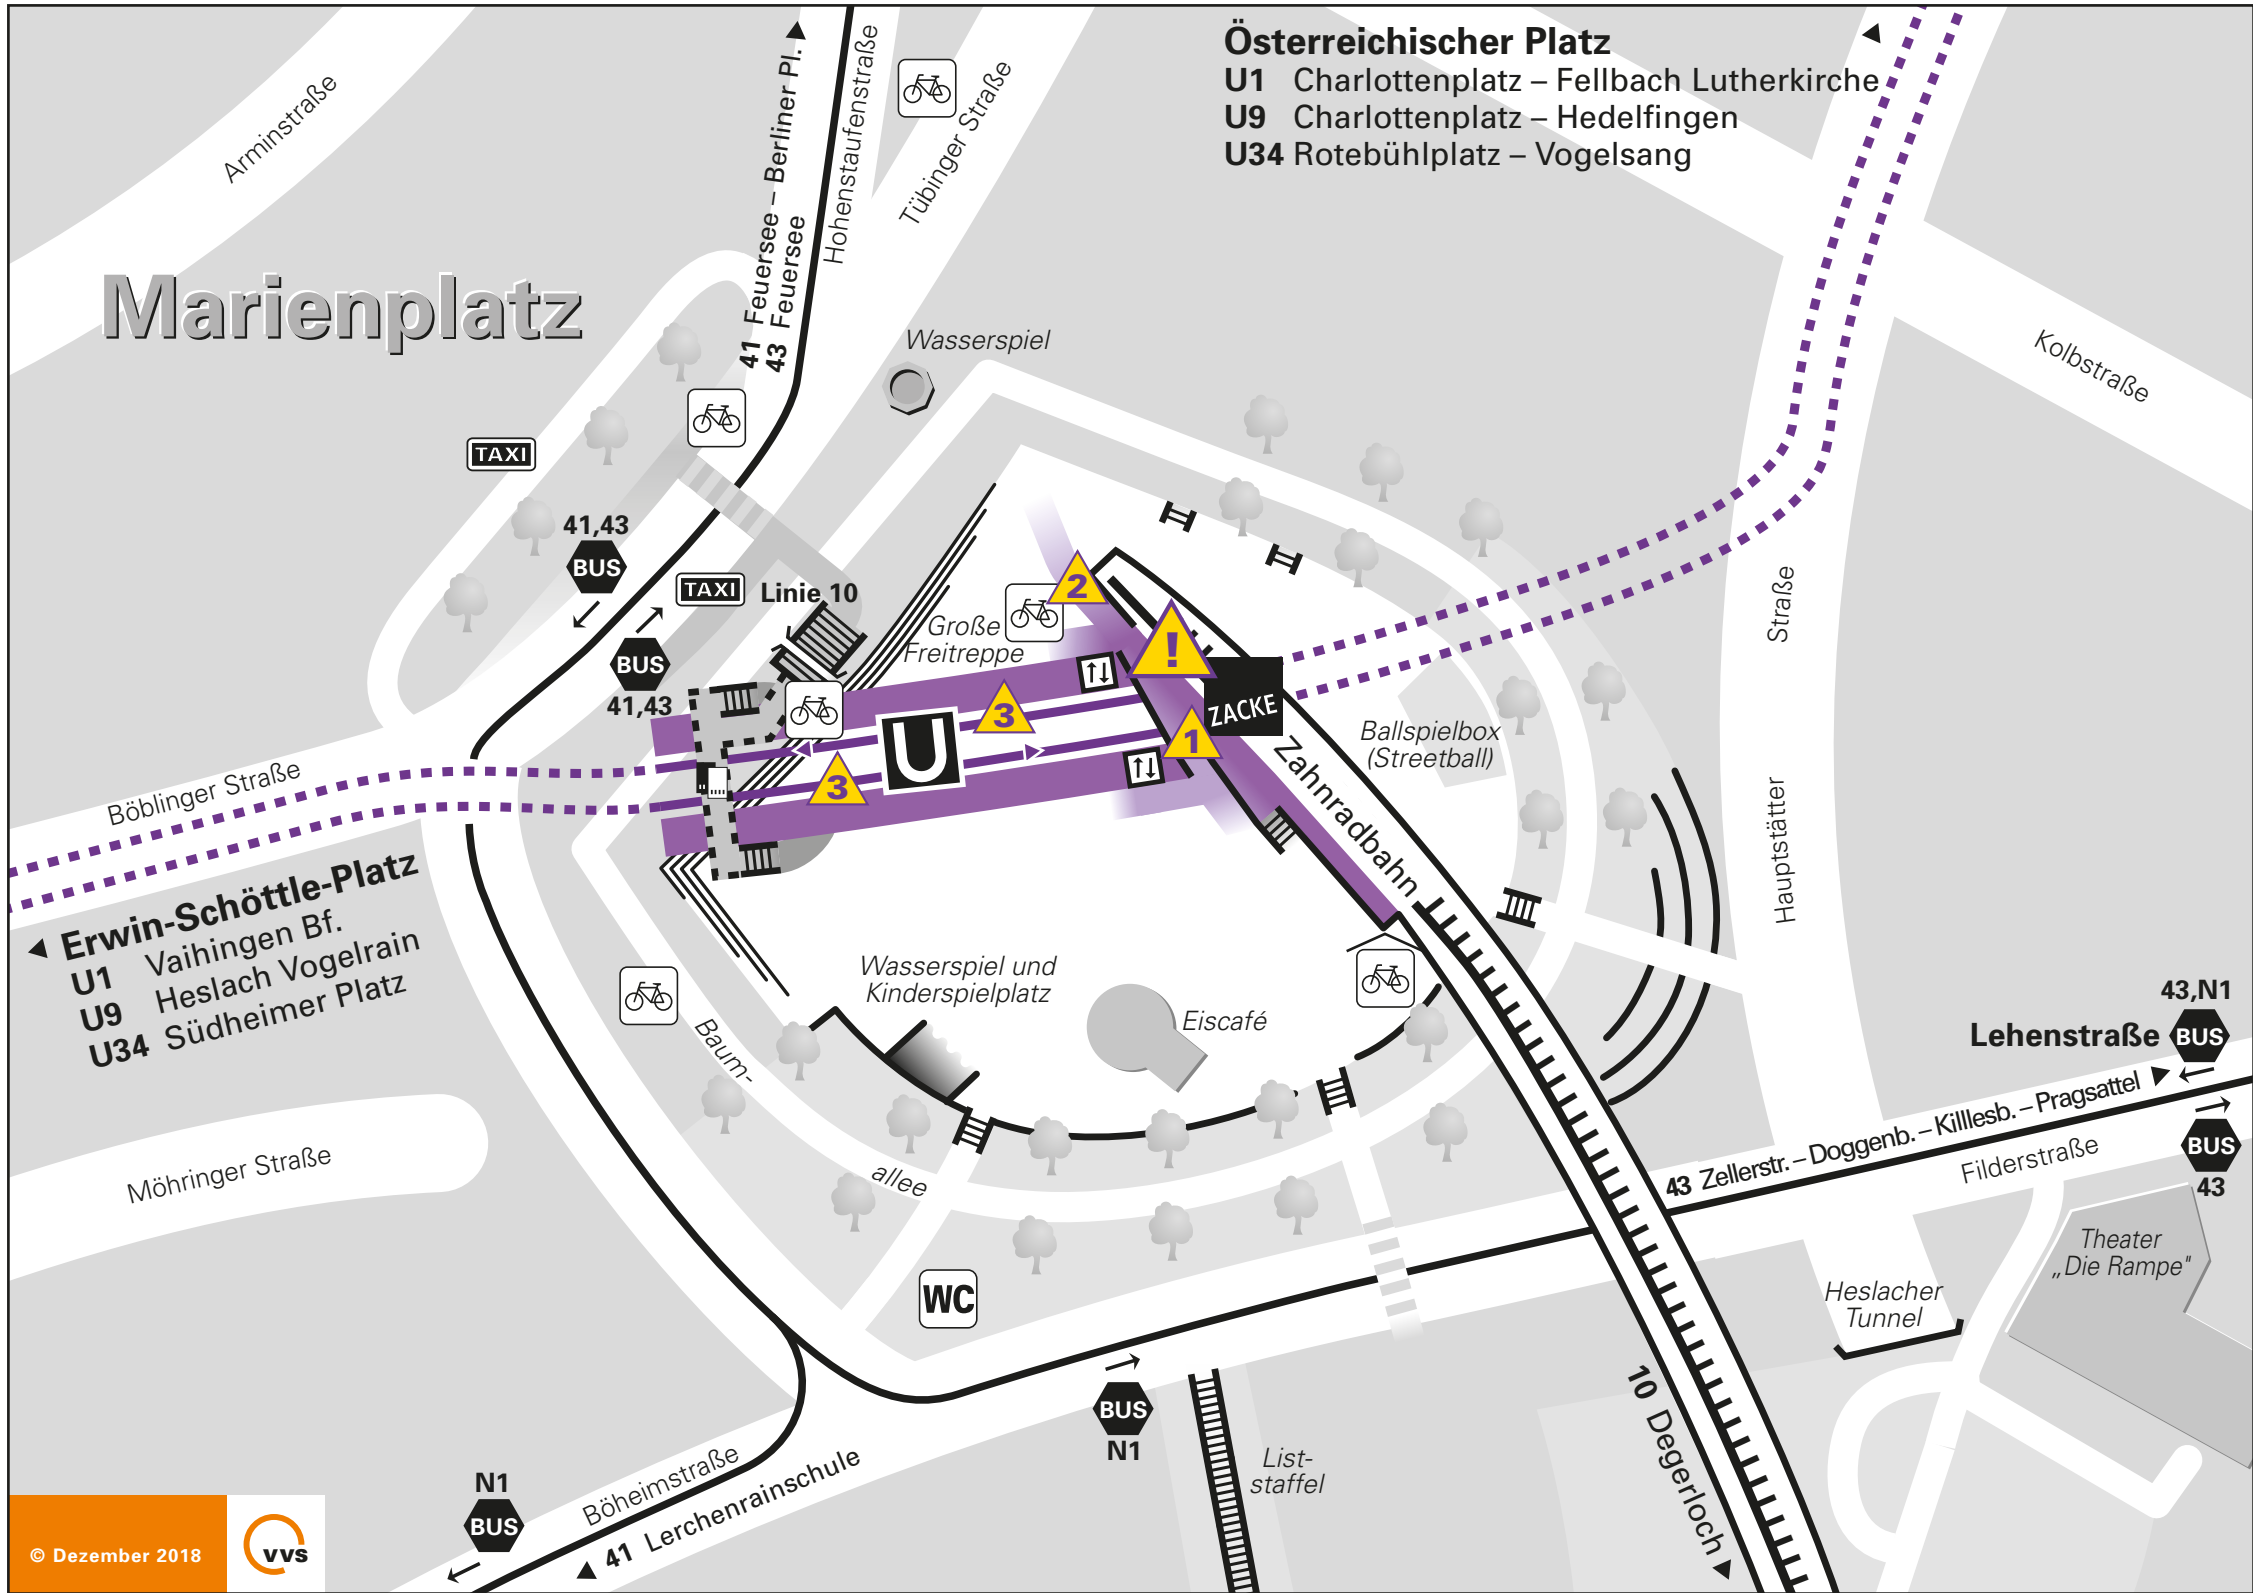 Österreichischer Platz
U1 Charlottenplatz – Fellbach Lutherkirche
U9 Charlottenplatz – Hedelfingen
U34 Rotebühlplatz – Vogelsang
Arminstraße
41 Feuersee – Berliner Pl.
43 Feuersee
Hohenstaufenstraße
Tübinger Straße
Marienplatz
Wasserspiel
Kolbstraße
TAXI
41,43
BUS
TAXI
Linie 10
BUS
41,43
Große
Freitreppe
2
!
ZACKE
3
1
3
U
Ballspielbox
(Streetball)
Zahnradbahn
Hauptstätter
Straße
Böblinger Straße
Erwin-Schöttle-Platz
U1 Vaihingen Bf.
U9 Heslach Vogelrain
U34 Südheimer Platz
Wasserspiel und
Kinderspielplatz
Eiscafé
Baum-
allee
43,N1
Lehenstraße
BUS
43 Zellerstr. – Doggenb. – Killlesb. – Pragsattel
Filderstraße
BUS
43
Möhringer Straße
Theater
„Die Rampe"
Heslacher
Tunnel
WC
BUS
N1
10 Degerloch
List-
staffel
N1
BUS
Böheimstraße
41 Lerchenrainschule
© Dezember 2018
vvs